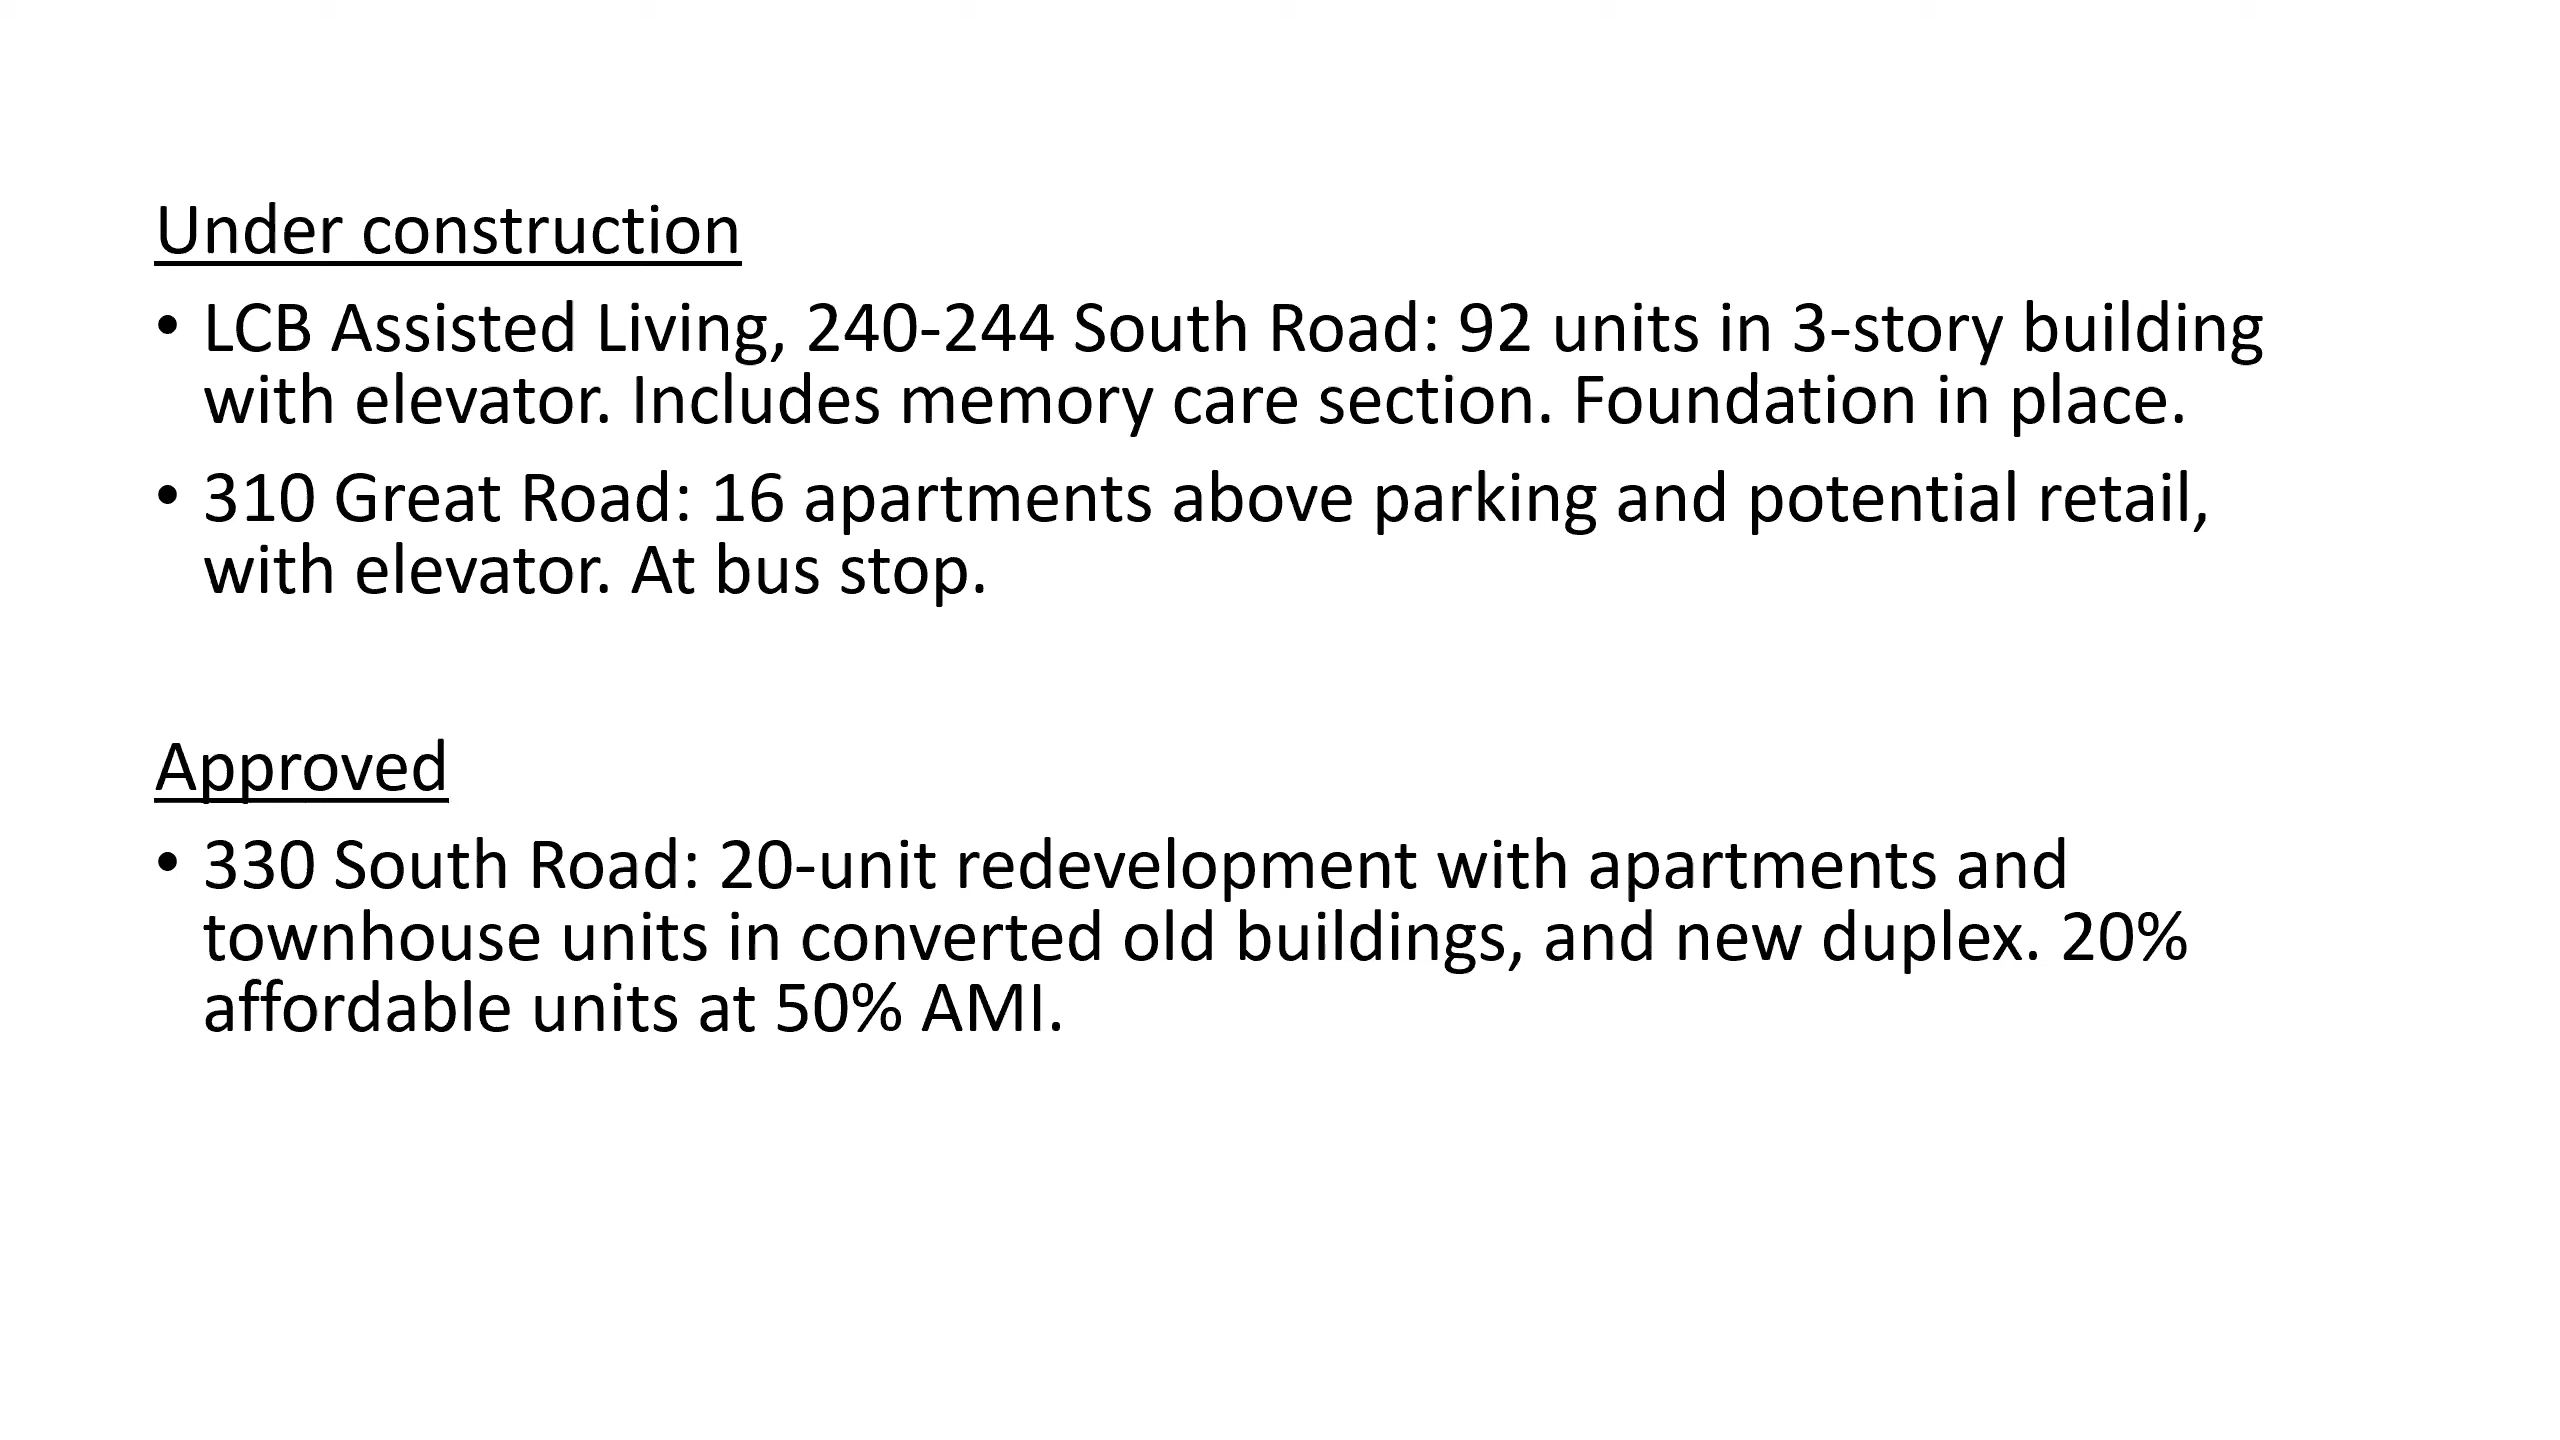 Under construction
• LCB Assisted Living, 240-244 South Road: 92 units in 3-story building
with elevator. Includes memory care section. Foundation in place.
• 310 Great Road: 16 apartments above parking and potential retail,
with elevator. At bus stop.
Approved
• 330 South Road: 20-unit redevelopment with apartments and
townhouse units in converted old buildings, and new duplex. 20%
affordable units at 50% AMI.